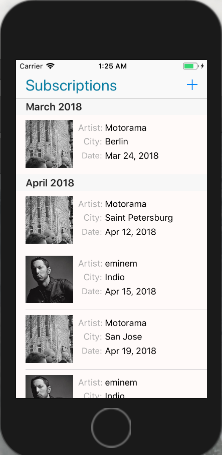 Carrier 1:25 AM
Subscriptions +
March 2018
Artist: Motorama
City: Berlin
Date: Mar 24, 2018
April 2018
Artist: Motorama
City: Saint Petersburg
Date: Apr 12, 2018
Artist: eminem
City: Indio
Date: Apr 15, 2018
Artist: Motorama
City: San Jose
Date: Apr 19, 2018
Artist: eminem
City: Indio